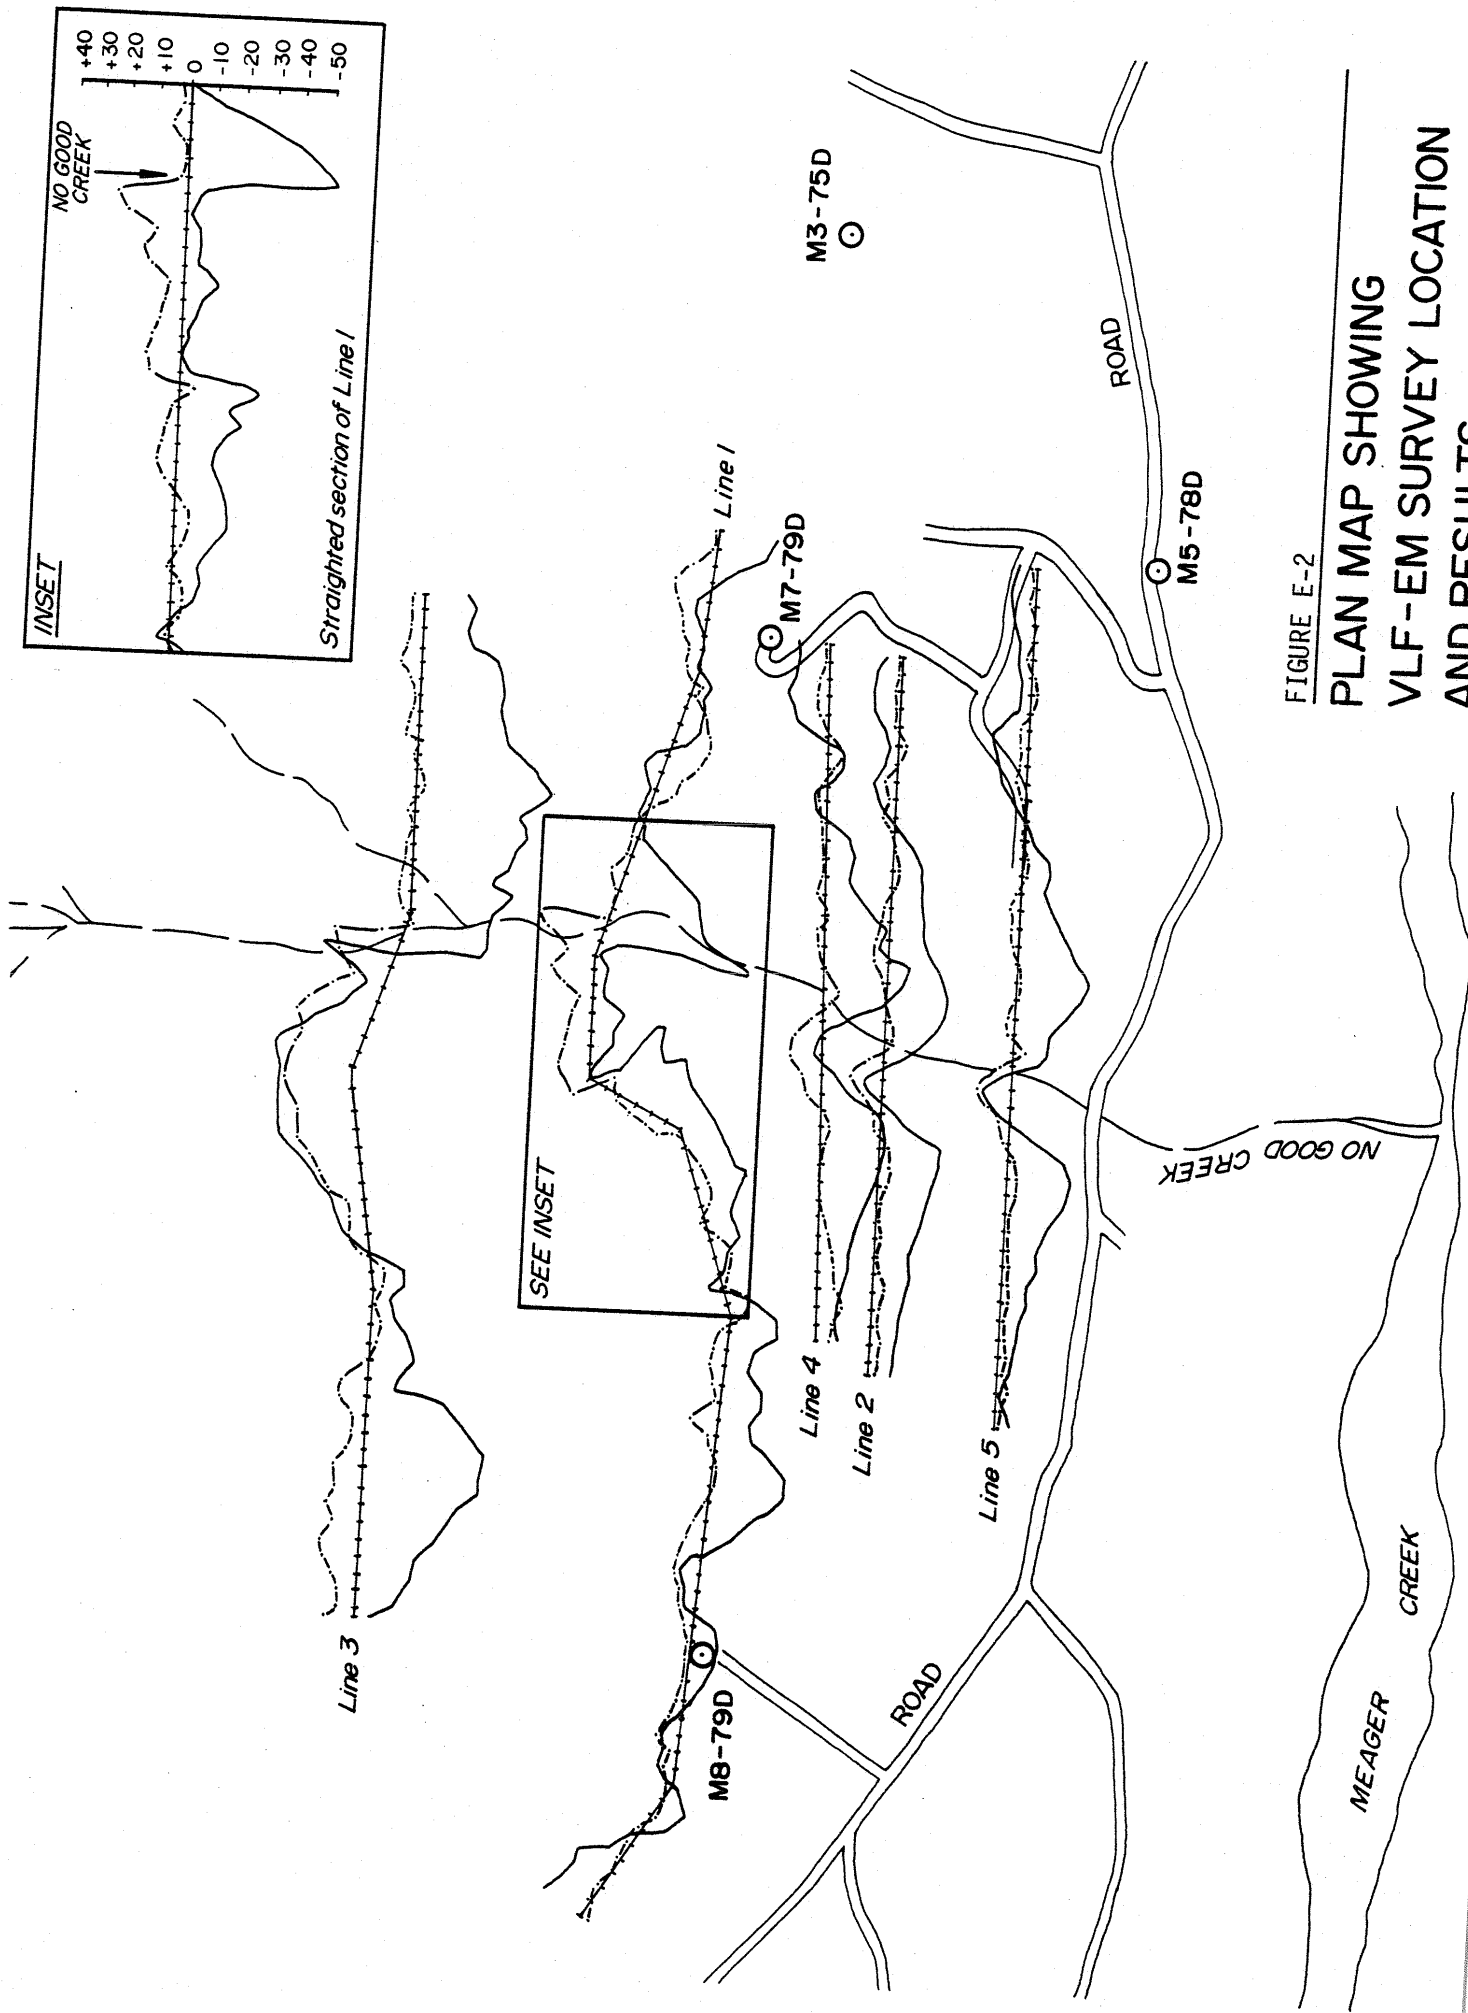 INSET
NO GOOD
CREEK
+40
+30
+20
+10
0
-10
-20
-30
-40
-50
Straighted section of Line 1
Line 3
SEE INSET
Line 1
M8-79D
M7-79D
M3-75D
M5-78D
Line 4
Line 2
Line 5
ROAD
ROAD
NO GOOD CREEK
MEAGER CREEK
FIGURE E-2
PLAN MAP SHOWING
VLF-EM SURVEY LOCATION
AND RESULTS